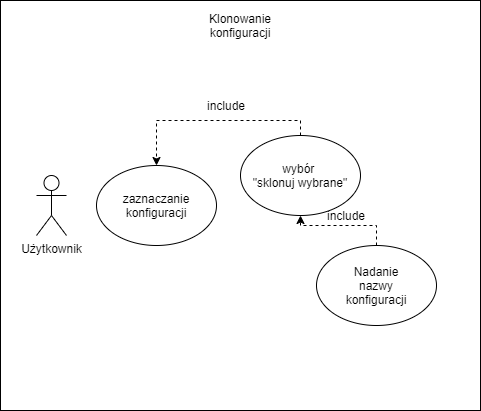 Klonowanie
konfiguracji
include
wybór
"sklonuj wybrane"
zaznaczanie
konfiguracji
include
Użytkownik
Nadanie
nazwy
konfiguracji